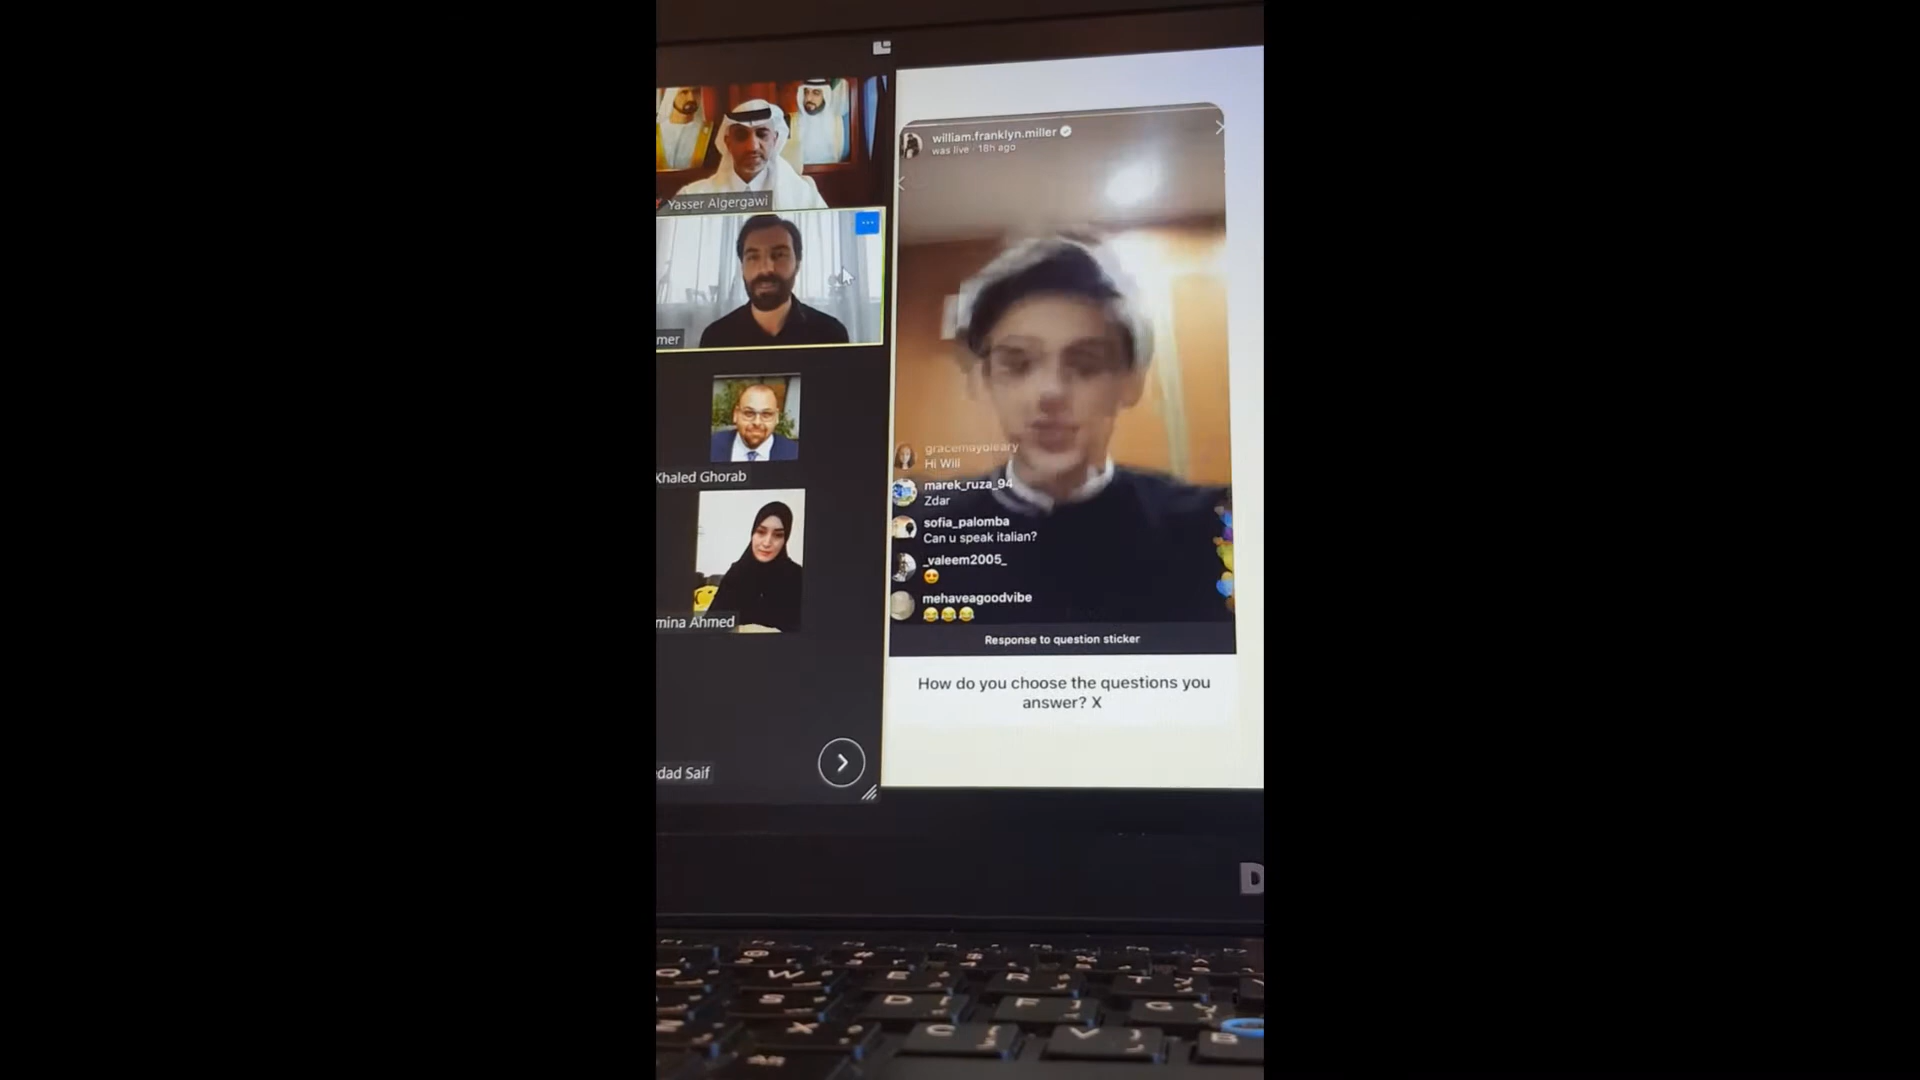 Yasser Algergawi
mer
Khaled Ghorab
mina Ahmed
dad Saif
william.franklyn.miller
was live · 18h ago
gracemayoleary
Hi Will
marek_ruza_94
Zdar
sofia_palomba
Can u speak italian?
_valeem2005_
😍
mehaveagoodvibe
😂😂😂
Response to question sticker
How do you choose the questions you
answer? X
D
W E R T
S D F G
X C V B